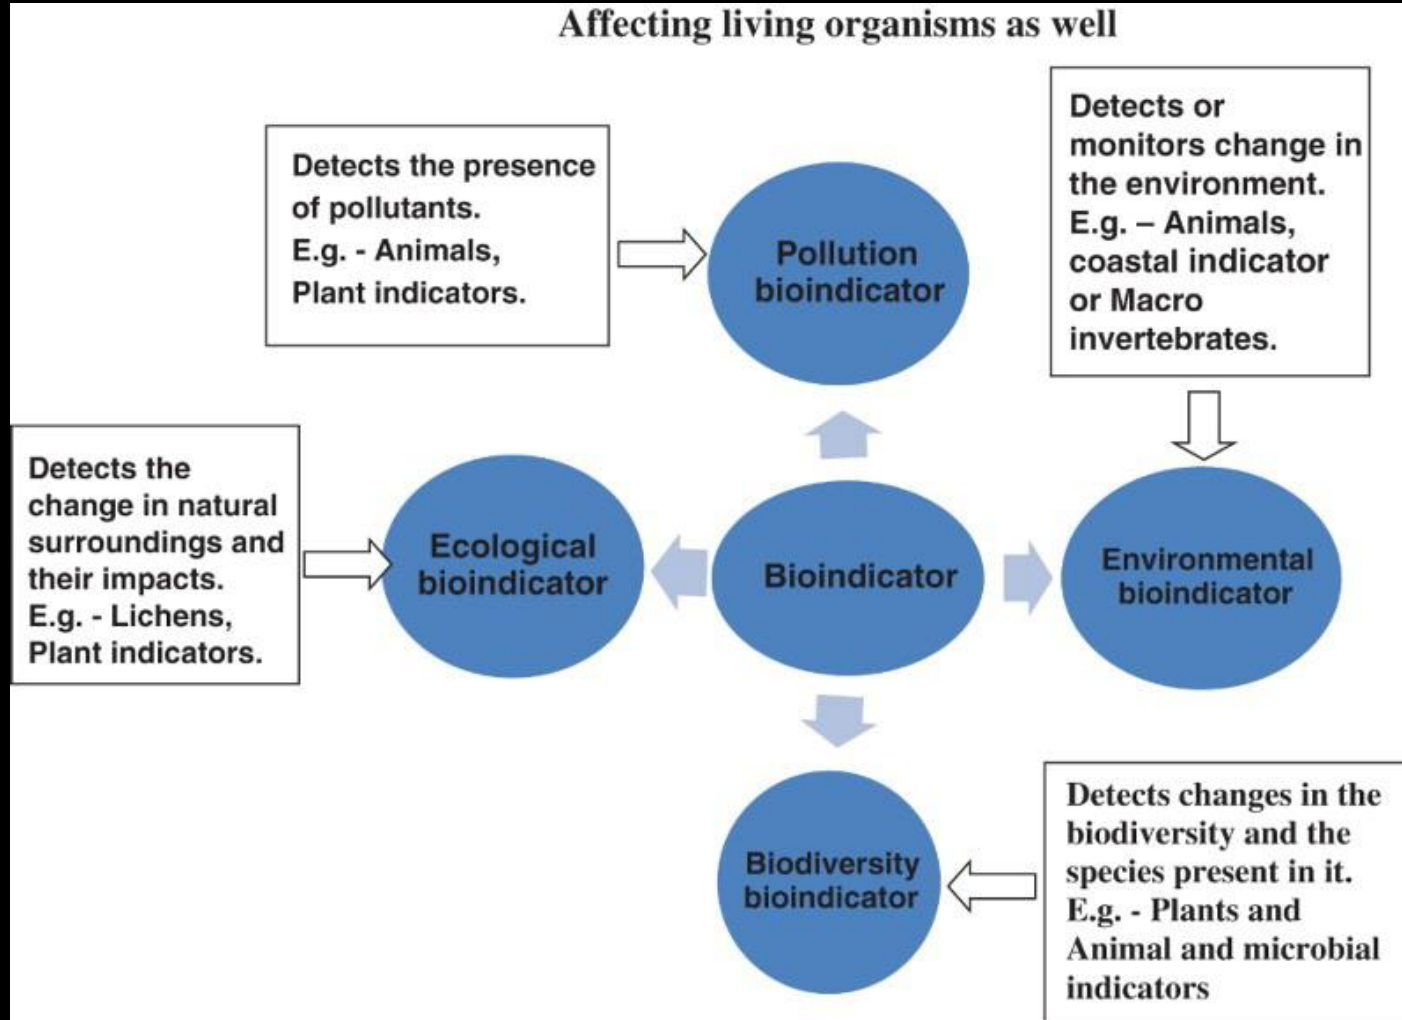 Affecting living organisms as well
Detects the presence
of pollutants.
E.g. - Animals,
Plant indicators.
Pollution
bioindicator
Detects or
monitors change in
the environment.
E.g. – Animals,
coastal indicator
or Macro
invertebrates.
Detects the
change in natural
surroundings and
their impacts.
E.g. - Lichens,
Plant indicators.
Ecological
bioindicator
Bioindicator
Environmental
bioindicator
Biodiversity
bioindicator
Detects changes in the
biodiversity and the
species present in it.
E.g. - Plants and
Animal and microbial
indicators